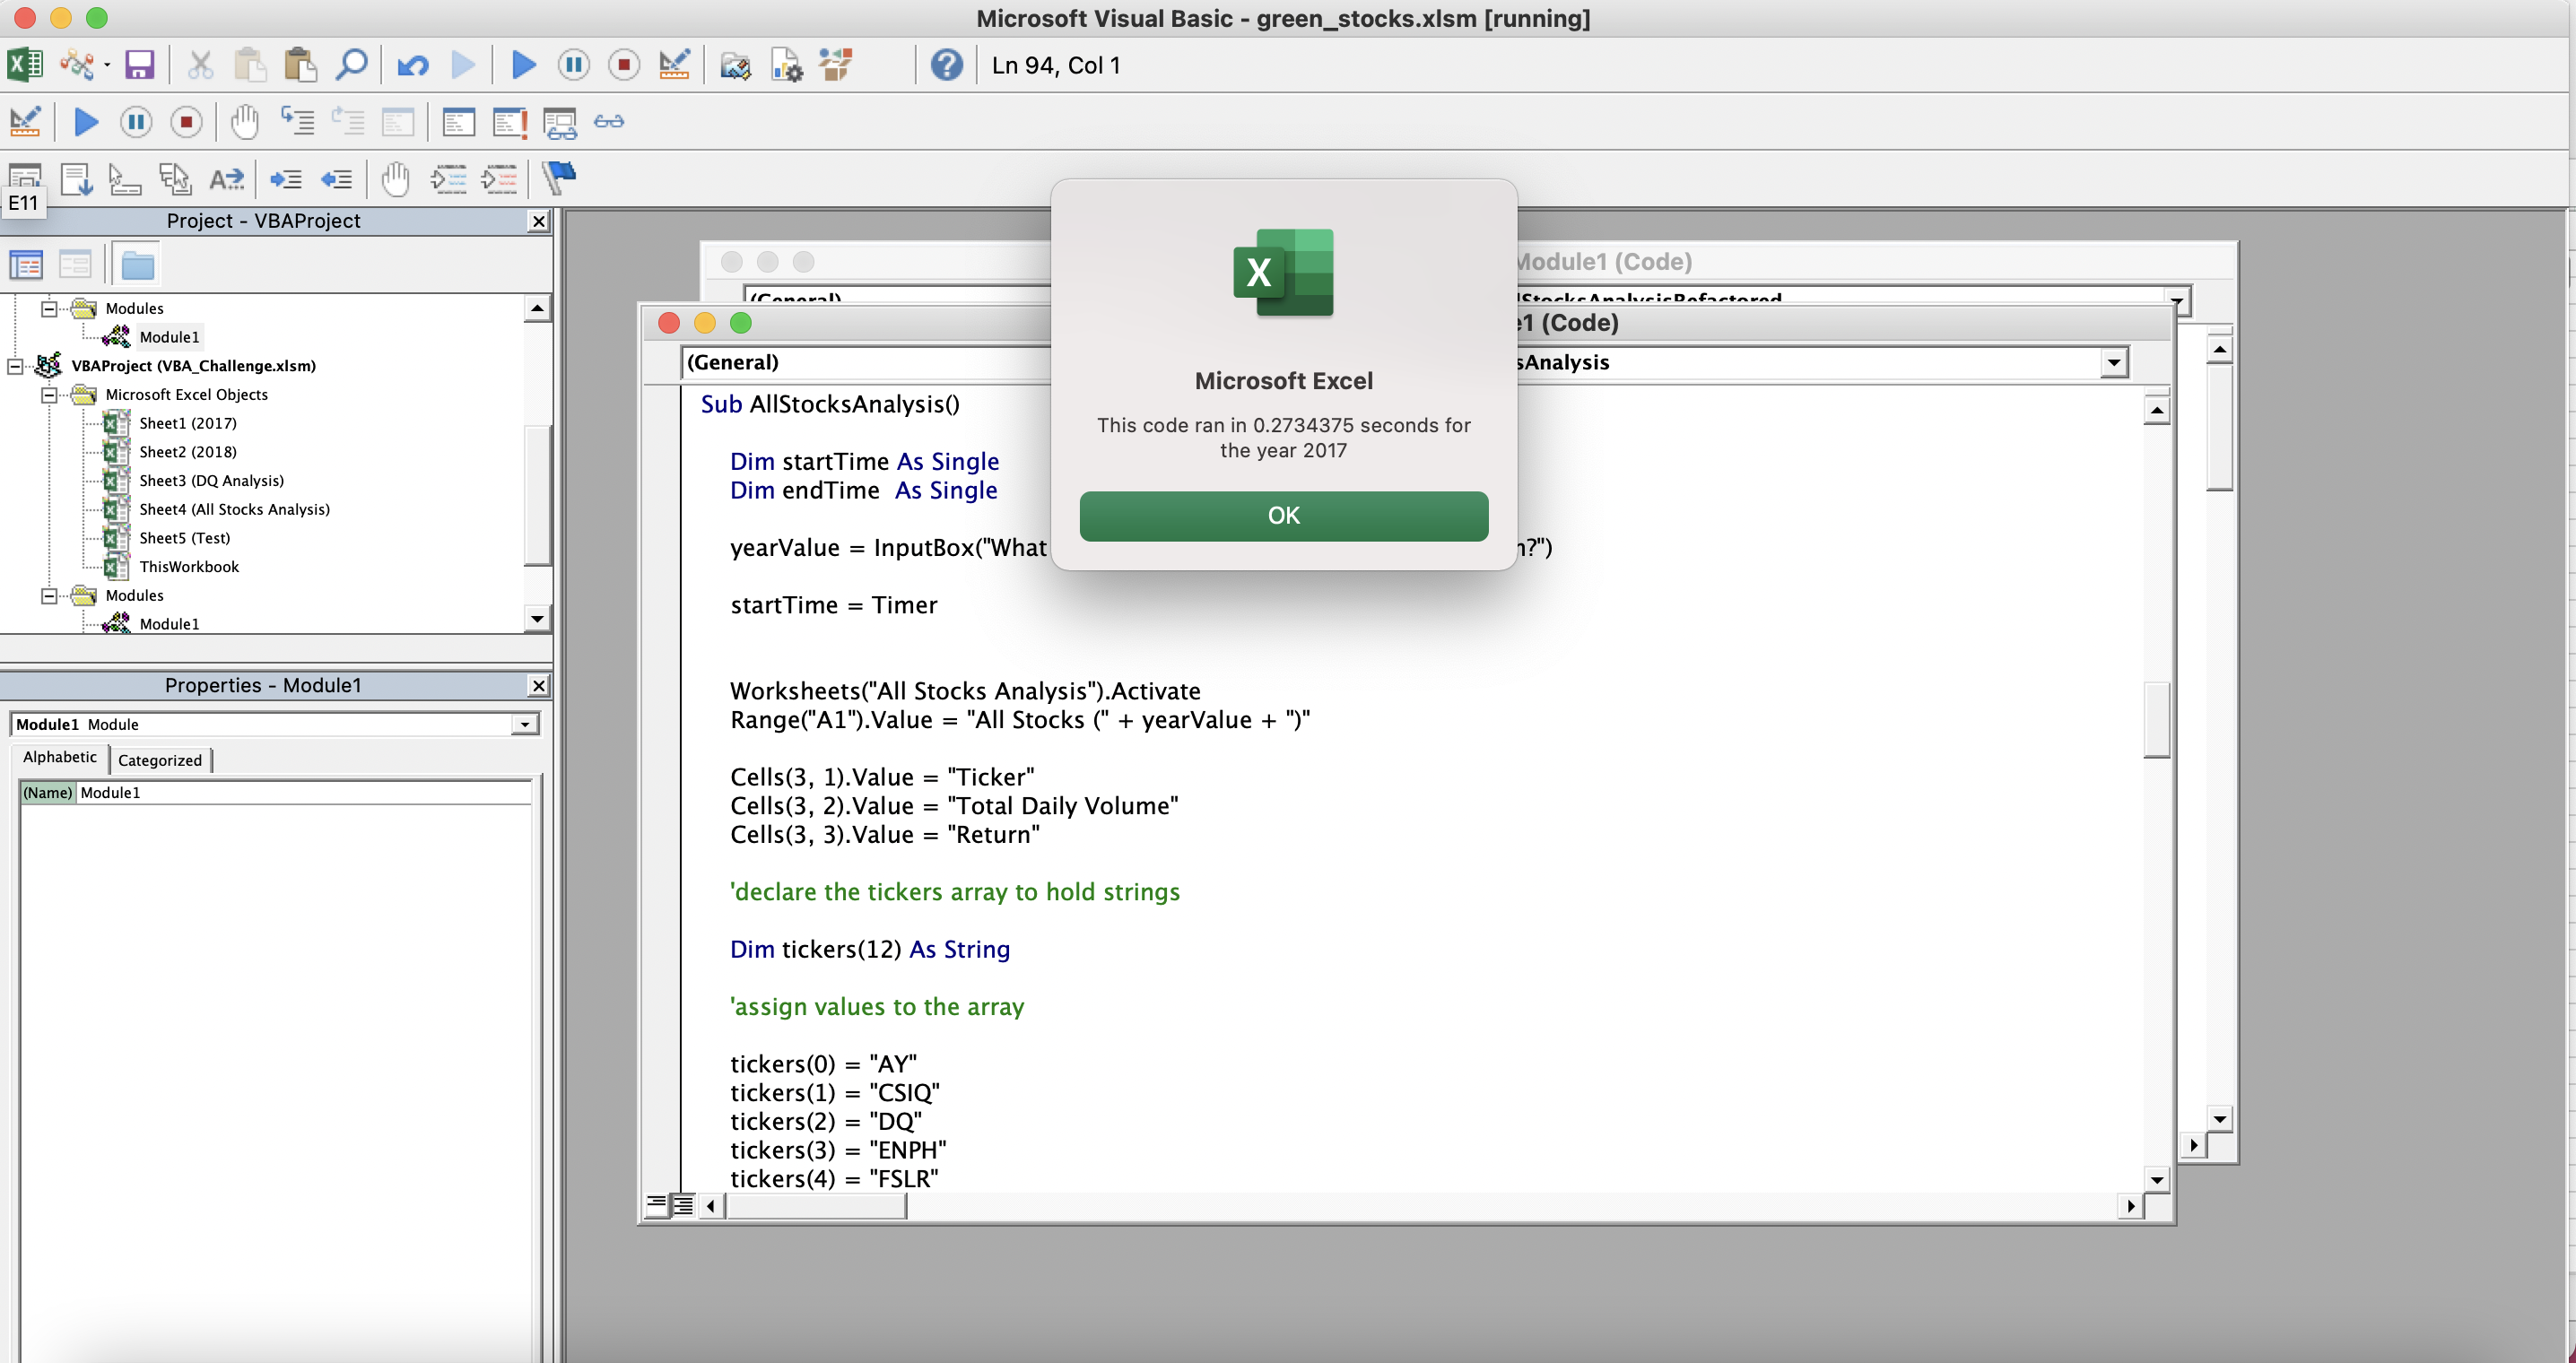 Microsoft Visual Basic - green_stocks.xlsm [running]
Ln 94, Col 1
E11
Project - VBAProject
Modules
Module1
VBAProject (VBA_Challenge.xlsm)
Microsoft Excel Objects
Sheet1 (2017)
Sheet2 (2018)
Sheet3 (DQ Analysis)
Sheet4 (All Stocks Analysis)
Sheet5 (Test)
ThisWorkbook
Modules
Module1
Properties - Module1
Module1 Module
Alphabetic
Categorized
(Name) Module1
Module1 (Code)
(General)
(Code)
(General)
Microsoft Excel
This code ran in 0.2734375 seconds for
the year 2017
OK
Sub AllStocksAnalysis()
Dim startTime As Single
Dim endTime  As Single
yearValue = InputBox("What
startTime = Timer
Worksheets("All Stocks Analysis").Activate
Range("A1").Value = "All Stocks (" + yearValue + ")"
Cells(3, 1).Value = "Ticker"
Cells(3, 2).Value = "Total Daily Volume"
Cells(3, 3).Value = "Return"
'declare the tickers array to hold strings
Dim tickers(12) As String
'assign values to the array
tickers(0) = "AY"
tickers(1) = "CSIQ"
tickers(2) = "DQ"
tickers(3) = "ENPH"
tickers(4) = "FSLR"